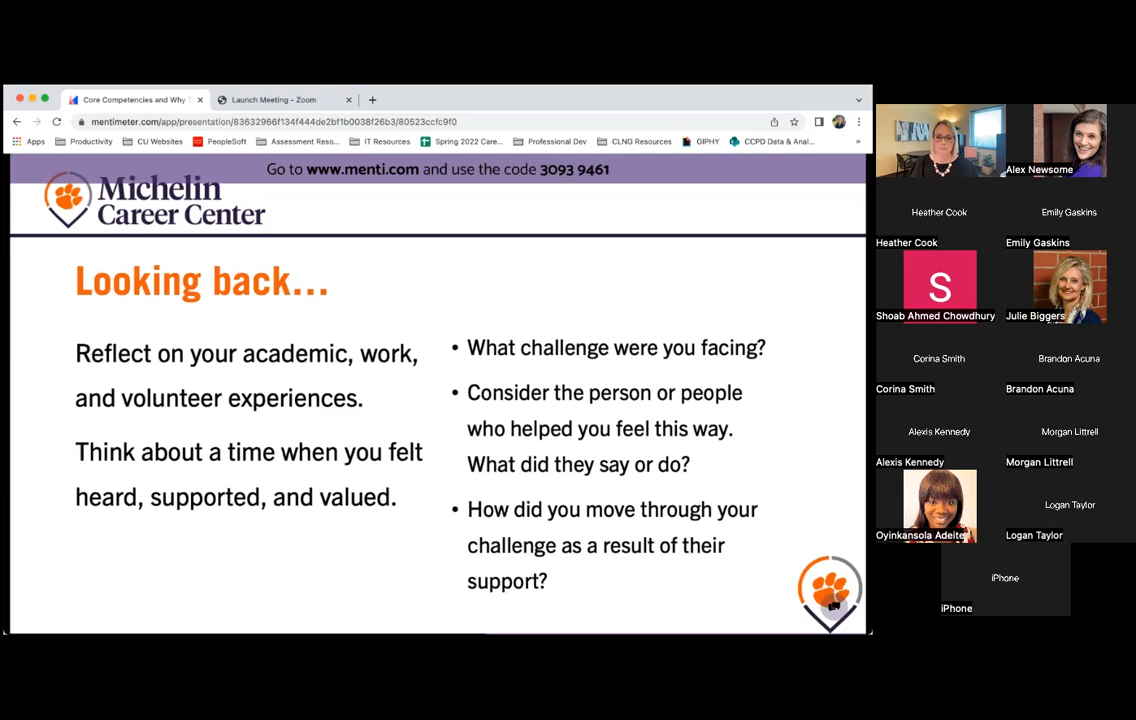 Core Competencies and Why
Launch Meeting - Zoom
mentimeter.com/app/presentation/83632966f134f444de2bf1b0038f26b3/80523ccfc9f0
Apps
Productivity
CU Websites
PeopleSoft
Assessment Reso...
IT Resources
Spring 2022 Care...
Professional Dev
CLNG Resources
GIPHY
CCPD Data & Anal...
»
Go to www.menti.com and use the code 3093 9461
Michelin
Career Center
Looking back...
Reflect on your academic, work,
and volunteer experiences.
Think about a time when you felt
heard, supported, and valued.
• What challenge were you facing?
• Consider the person or people
who helped you feel this way.
What did they say or do?
• How did you move through your
challenge as a result of their
support?
Alex Newsome
Heather Cook
Emily Gaskins
Heather Cook
Emily Gaskins
S
Shoab Ahmed Chowdhury
Julie Biggers
Corina Smith
Brandon Acuna
Corina Smith
Brandon Acuna
Alexis Kennedy
Morgan Littrell
Alexis Kennedy
Morgan Littrell
Logan Taylor
Oyinkansola Adeite
Logan Taylor
iPhone
iPhone